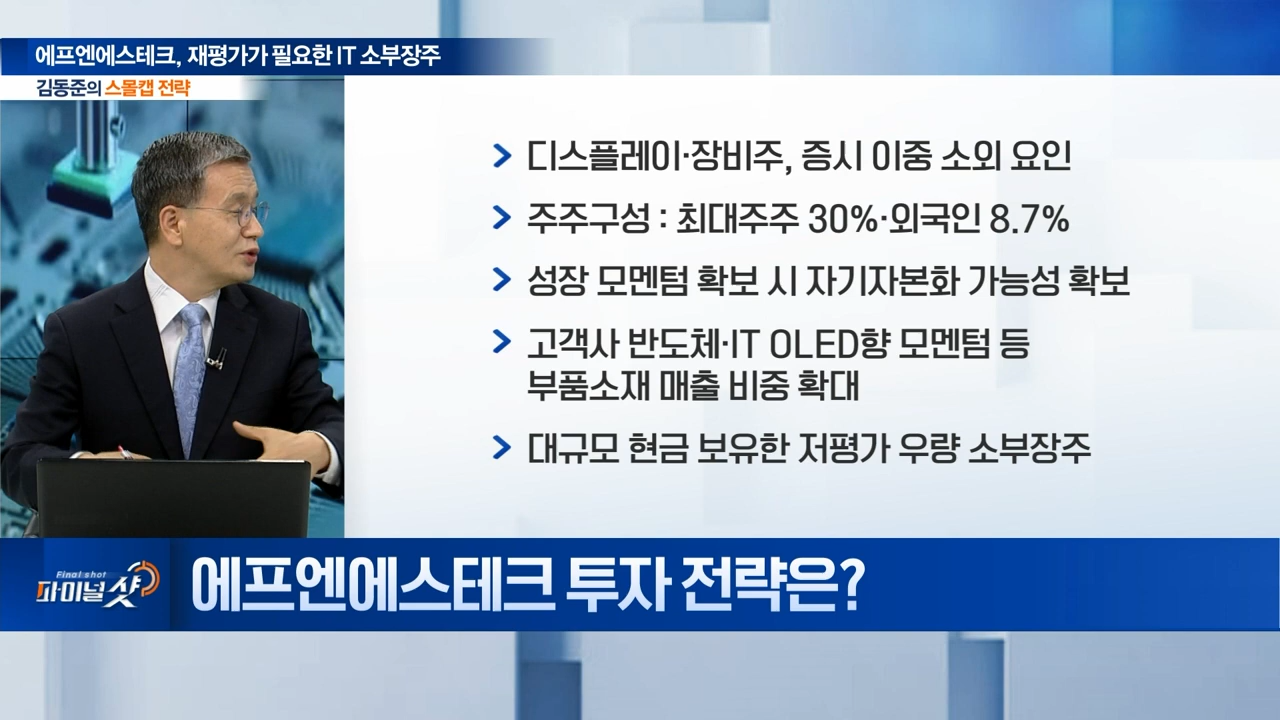 에프엔에스테크, 재평가가 필요한 IT 소부장주
김동준의 스몰캡 전략
디스플레이·장비주, 증시 이중 소외 요인
주주구성 : 최대주주 30%·외국인 8.7%
성장 모멘텀 확보 시 자기자본화 가능성 확보
고객사 반도체·IT OLED향 모멘텀 등
부품소재 매출 비중 확대
대규모 현금 보유한 저평가 우량 소부장주
Final shot
파이널샷
에프엔에스테크 투자 전략은?